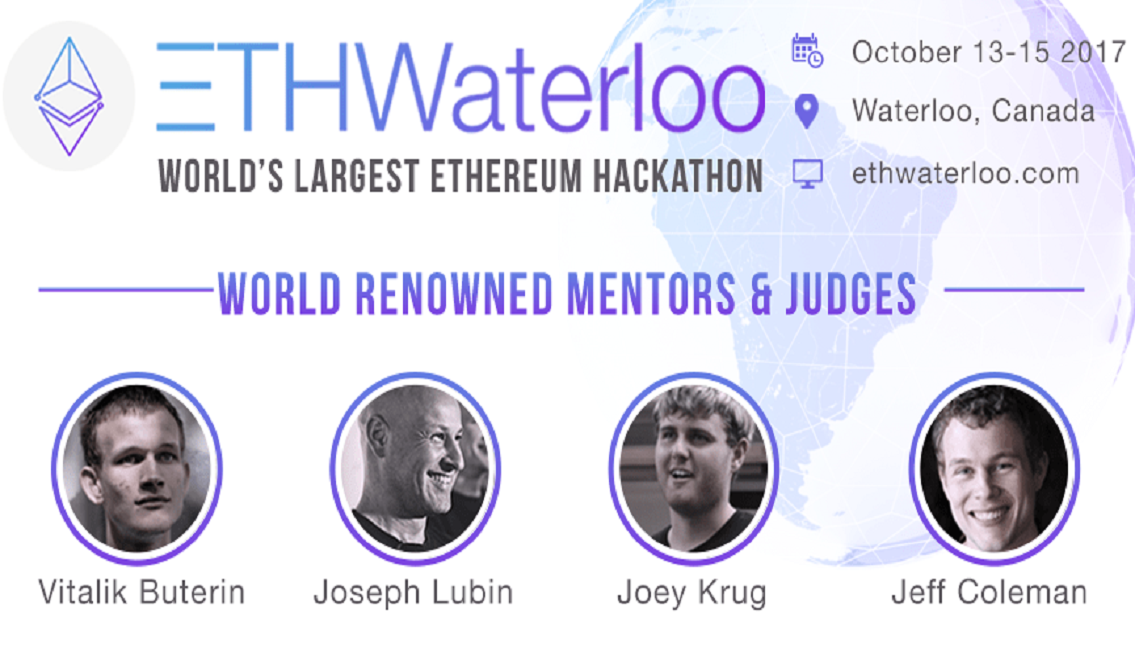 ETHWaterloo
WORLD'S LARGEST ETHEREUM HACKATHON
October 13-15 2017
Waterloo, Canada
ethwaterloo.com
WORLD RENOWNED MENTORS & JUDGES
Vitalik Buterin
Joseph Lubin
Joey Krug
Jeff Coleman